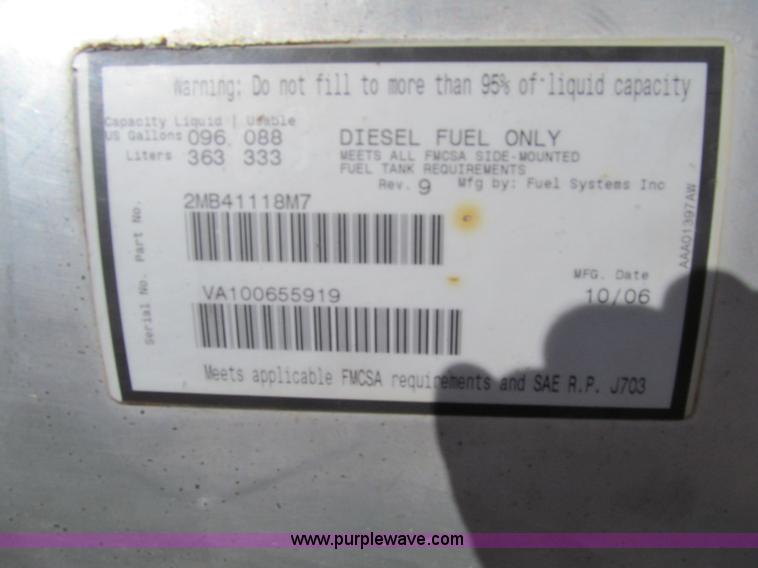 Warning: Do not fill to more than 95% of liquid capacity
Capacity Liquid | Usable
US Gallons 096 088 DIESEL FUEL ONLY
Liters 363 333 MEETS ALL FMCSA SIDE-MOUNTED
FUEL TANK REQUIREMENTS
Rev. 9 Mfg by: Fuel Systems Inc
Part No. 2MB41118M7
AAA01397AW
MFG. Date
Serial No. VA100655919 10/06
Meets applicable FMCSA requirements and SAE R.P. J703
www.purplewave.com